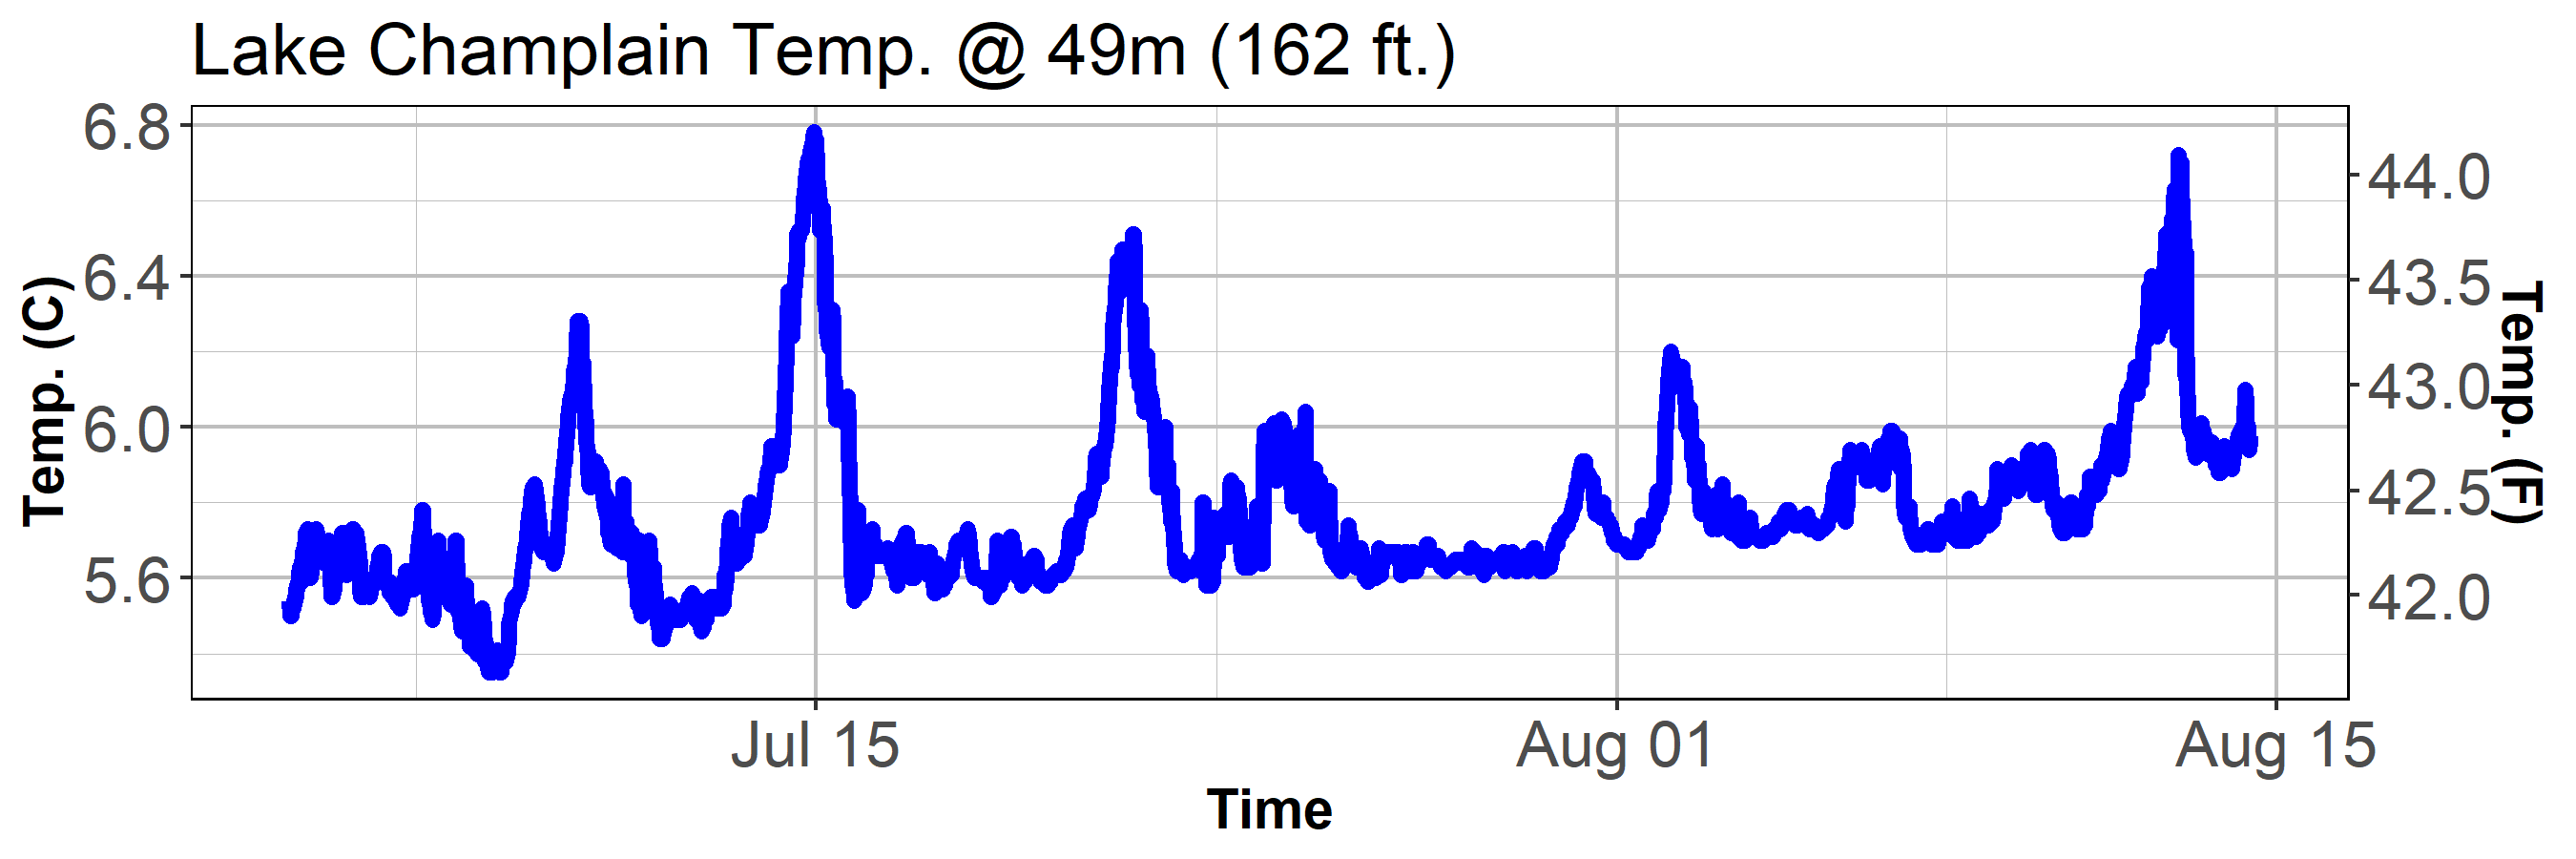 Lake Champlain Temp. @ 49m (162 ft.)
6.8
6.4
6.0
5.6
Temp. (C)
44.0
43.5
43.0
42.5
42.0
Temp. (F)
Jul 15
Aug 01
Aug 15
Time